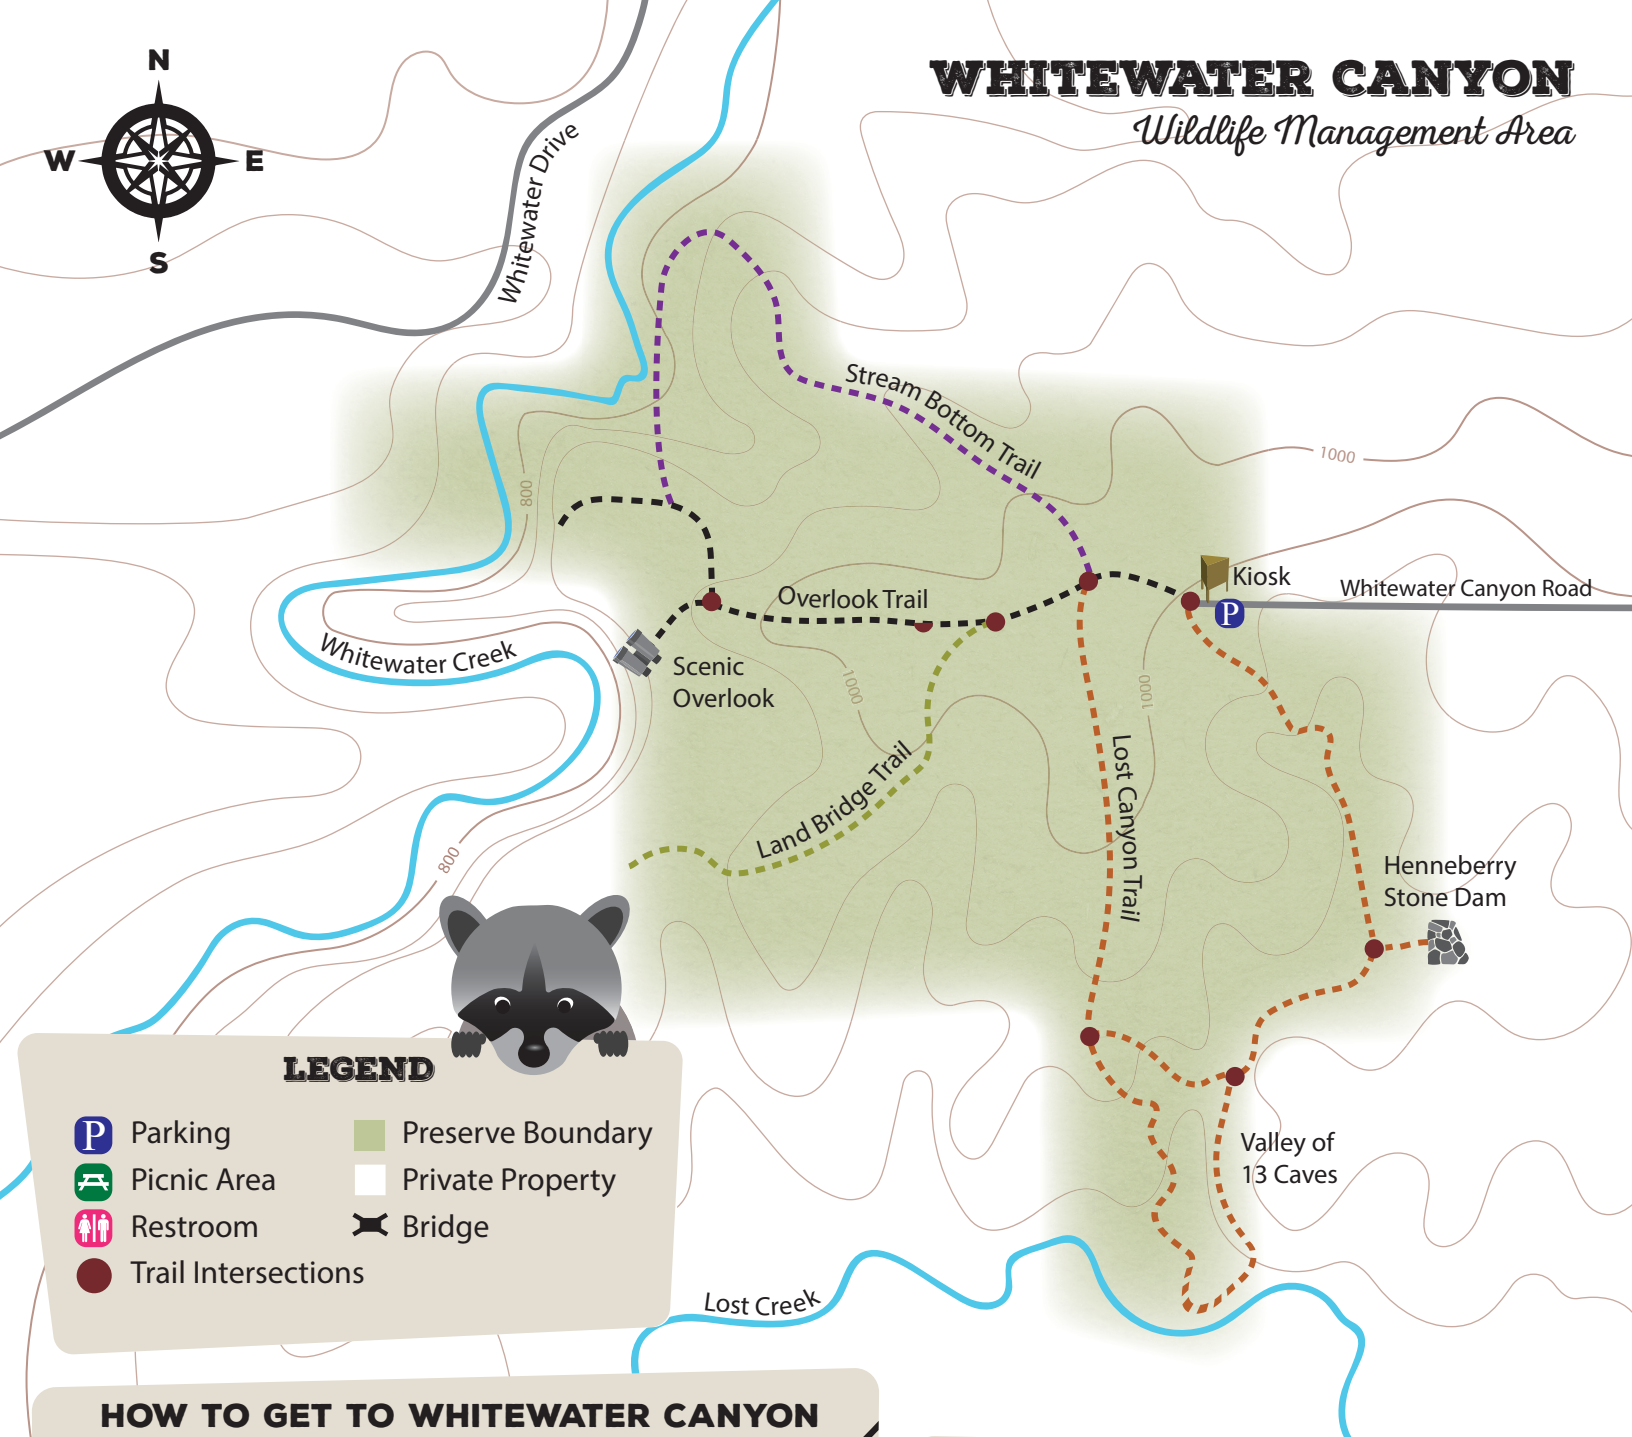 N
W
E
S
WHITEWATER CANYON
Wildlife Management Area
Whitewater Drive
Stream Bottom Trail
1000
800
Kiosk
P
Whitewater Canyon Road
Overlook Trail
Scenic
Overlook
Whitewater Creek
1000
1000
Land Bridge Trail
Lost Canyon Trail
800
Henneberry
Stone Dam
Valley of
13 Caves
Lost Creek
LEGEND
P Parking
Picnic Area
Restroom
Trail Intersections
Preserve Boundary
Private Property
Bridge
HOW TO GET TO WHITEWATER CANYON